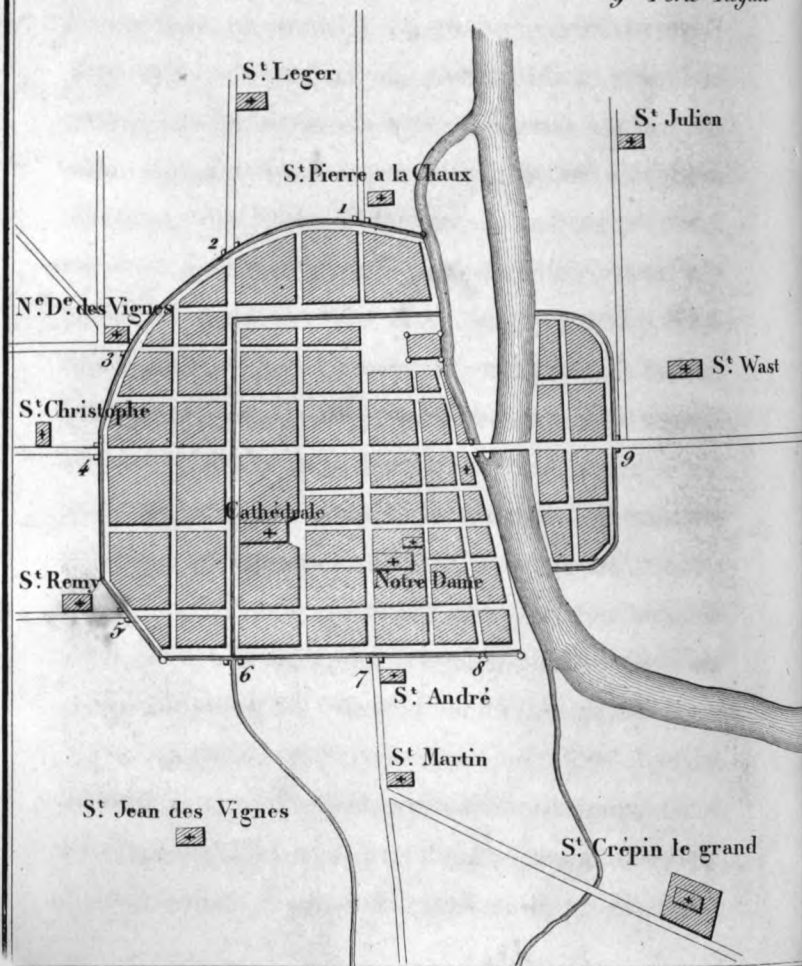 St Leger
St Julien
St Pierre a la Chaux
1
2
Ne De des Vignes
3
St Wast
St Christophe
4
9
Cathédrale
St Remy
Notre Dame
5
6
7
8
St André
St Martin
St Jean des Vignes
St Crépin le grand